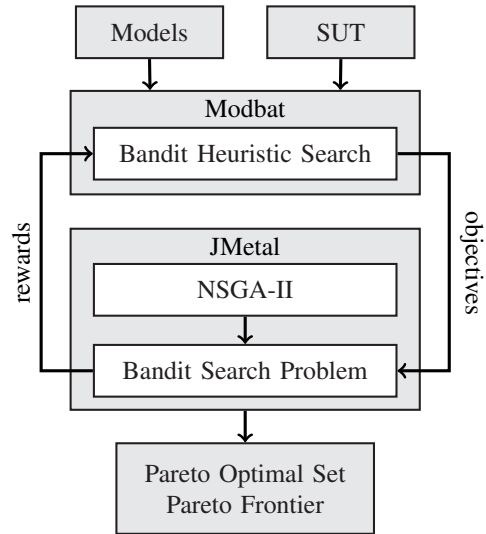 Models
SUT
Modbat
Bandit Heuristic Search
rewards
objectives
JMetal
NSGA-II
Bandit Search Problem
Pareto Optimal Set
Pareto Frontier